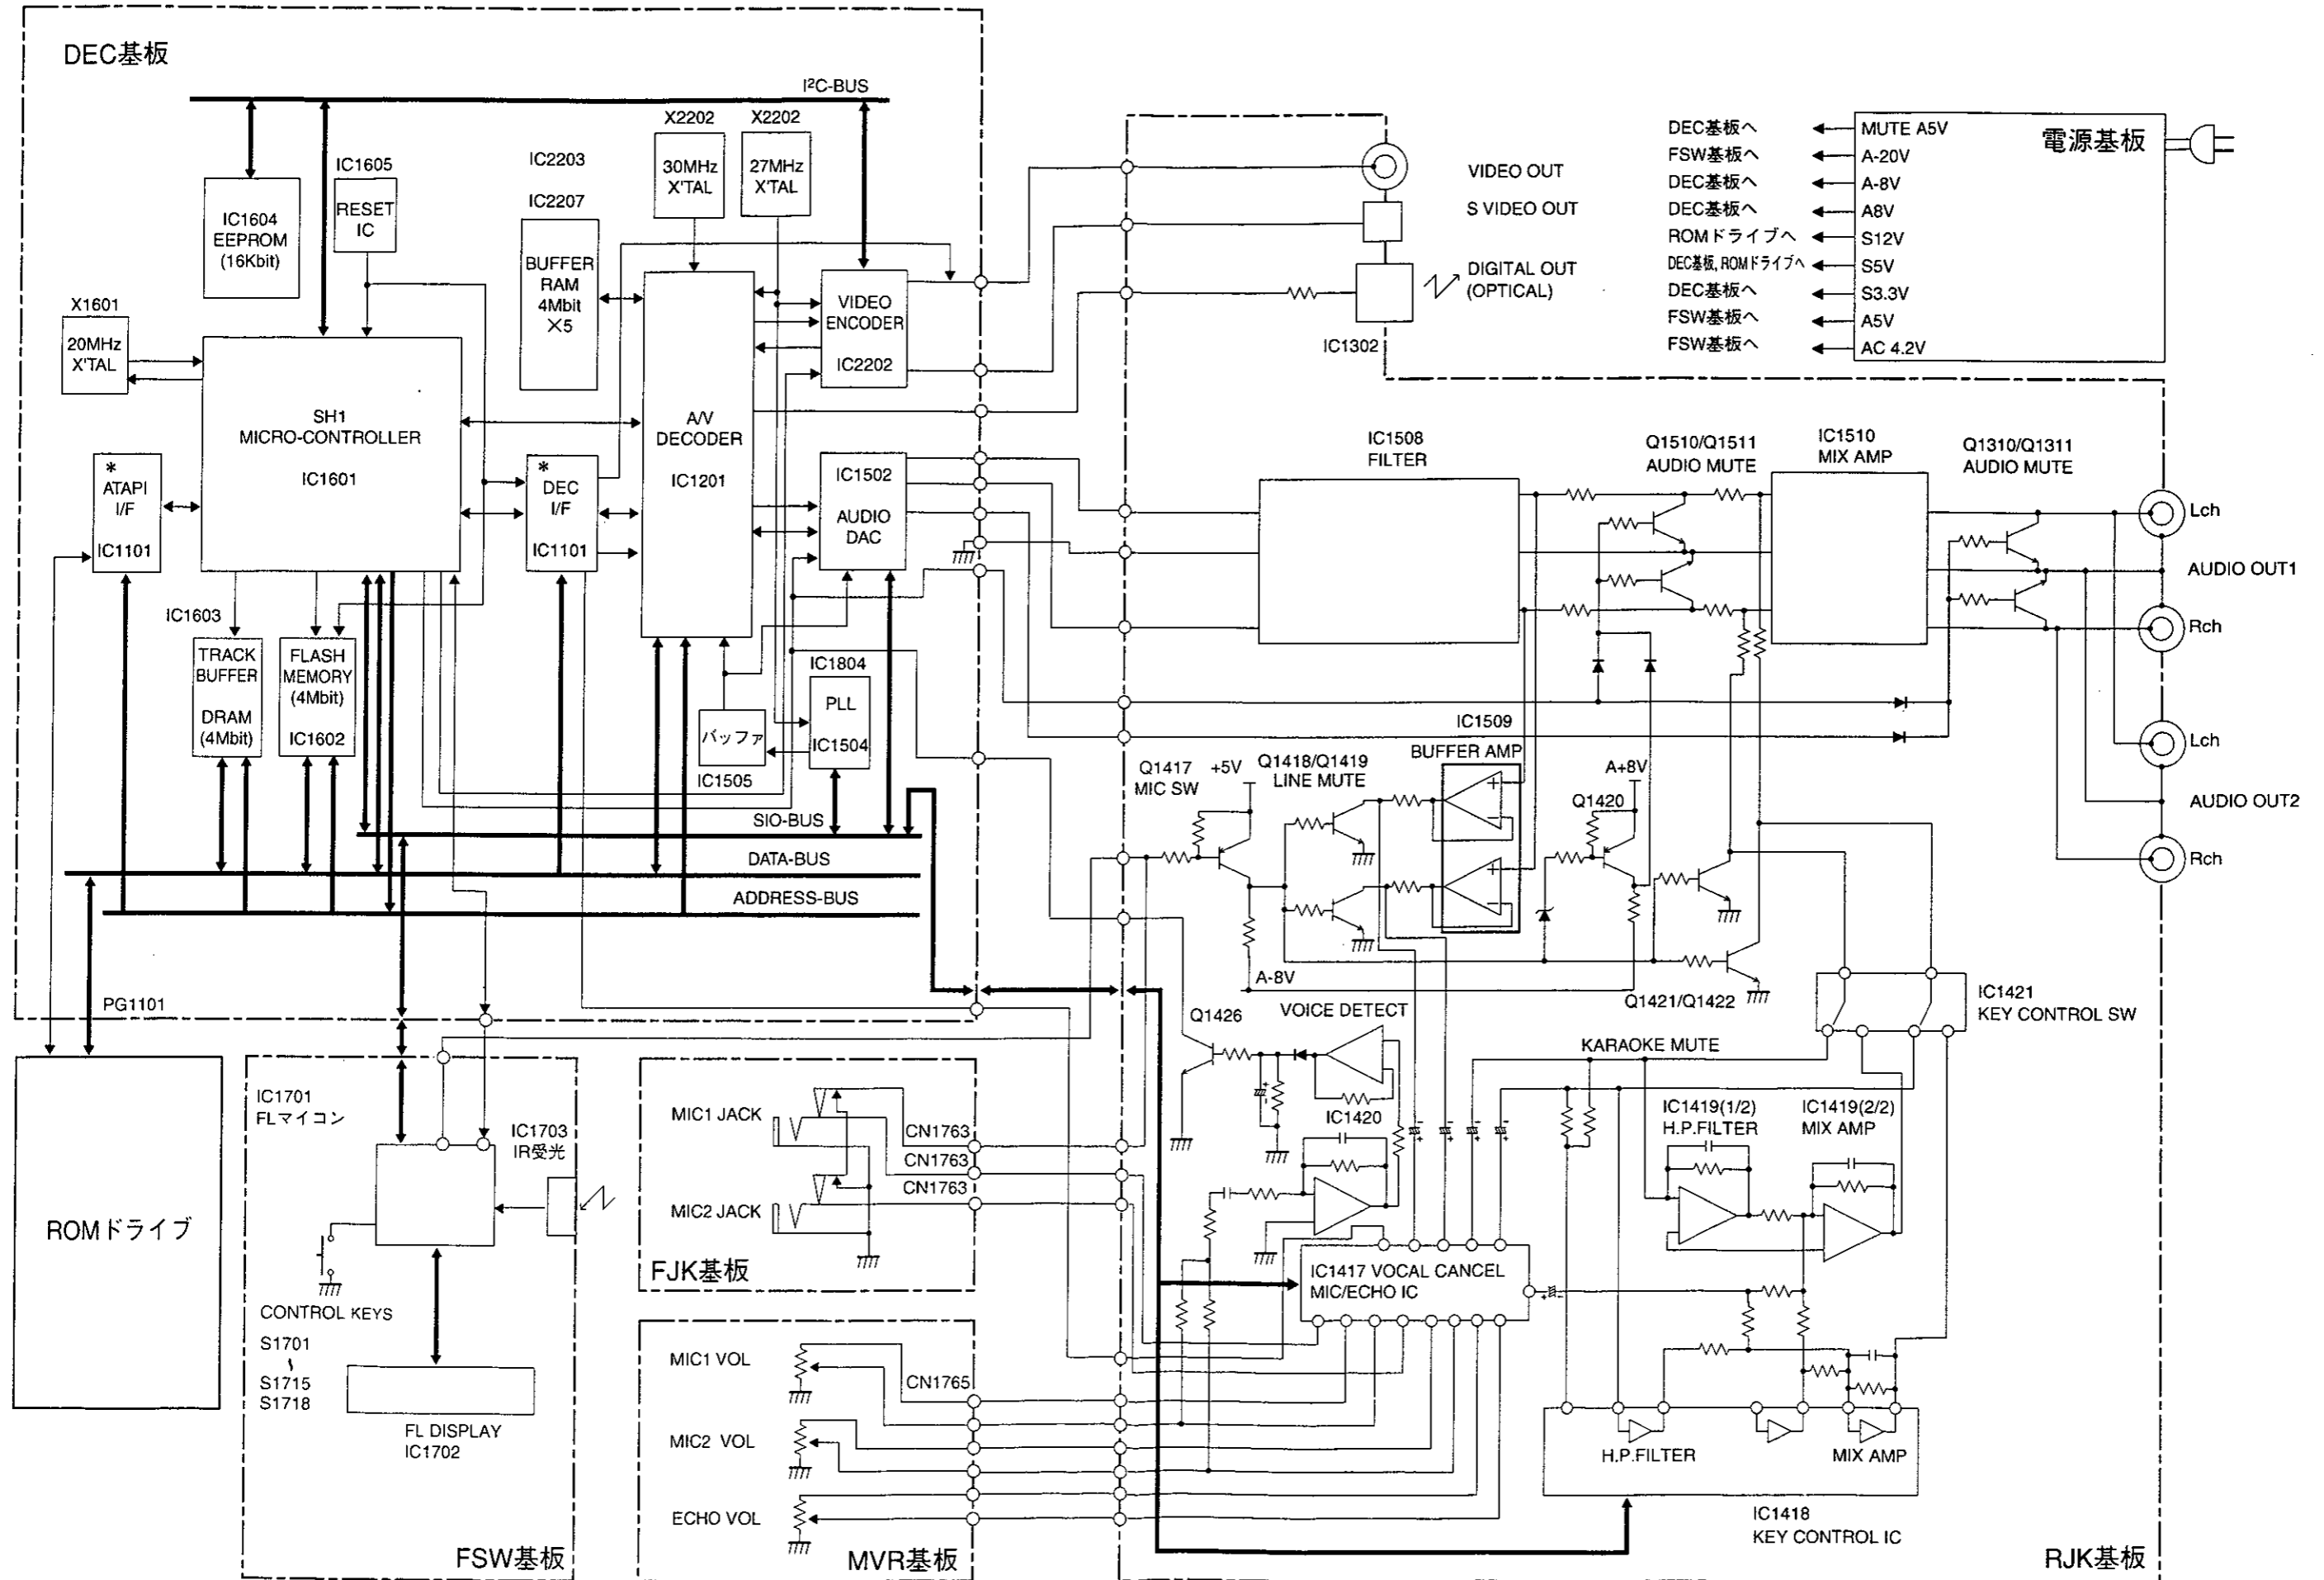 DEC基板
I²C-BUS
X2202
X2202
IC2203
IC2207
IC1605
30MHz
X'TAL
27MHz
X'TAL
IC1604
EEPROM
(16Kbit)
RESET
IC
BUFFER
RAM
4Mbit
×5
X1601
20MHz
X'TAL
VIDEO
ENCODER
IC2202
SH1
MICRO-CONTROLLER
IC1601
A/V
DECODER
IC1201
*
ATAPI
I/F
IC1101
*
DEC
I/F
IC1101
IC1502
AUDIO
DAC
IC1603
TRACK
BUFFER
DRAM
(4Mbit)
FLASH
MEMORY
(4Mbit)
IC1602
IC1804
PLL
IC1504
バッファ
IC1505
SIO-BUS
DATA-BUS
ADDRESS-BUS
PG1101
VIDEO OUT
S VIDEO OUT
DIGITAL OUT
(OPTICAL)
IC1302
電源基板
DEC基板へ
MUTE A5V
FSW基板へ
A-20V
DEC基板へ
A-8V
DEC基板へ
A8V
ROMドライブへ
S12V
DEC基板,ROMドライブへ
S5V
DEC基板へ
S3.3V
FSW基板へ
A5V
FSW基板へ
AC 4.2V
IC1508
FILTER
Q1510/Q1511
AUDIO MUTE
IC1510
MIX AMP
Q1310/Q1311
AUDIO MUTE
Lch
AUDIO OUT1
Rch
Lch
AUDIO OUT2
Rch
IC1509
BUFFER AMP
Q1417
MIC SW
+5V
Q1418/Q1419
LINE MUTE
A+8V
Q1420
A-8V
Q1421/Q1422
Q1426
VOICE DETECT
IC1421
KEY CONTROL SW
KARAOKE MUTE
IC1420
IC1419(1/2)
H.P.FILTER
IC1419(2/2)
MIX AMP
IC1417 VOCAL CANCEL
MIC/ECHO IC
H.P.FILTER
MIX AMP
IC1418
KEY CONTROL IC
RJK基板
ROMドライブ
IC1701
FLマイコン
IC1703
IR受光
CONTROL KEYS
S1701
~
S1715
S1718
FL DISPLAY
IC1702
FSW基板
MIC1 JACK
CN1763
CN1763
CN1763
MIC2 JACK
FJK基板
MIC1 VOL
CN1765
MIC2 VOL
ECHO VOL
MVR基板